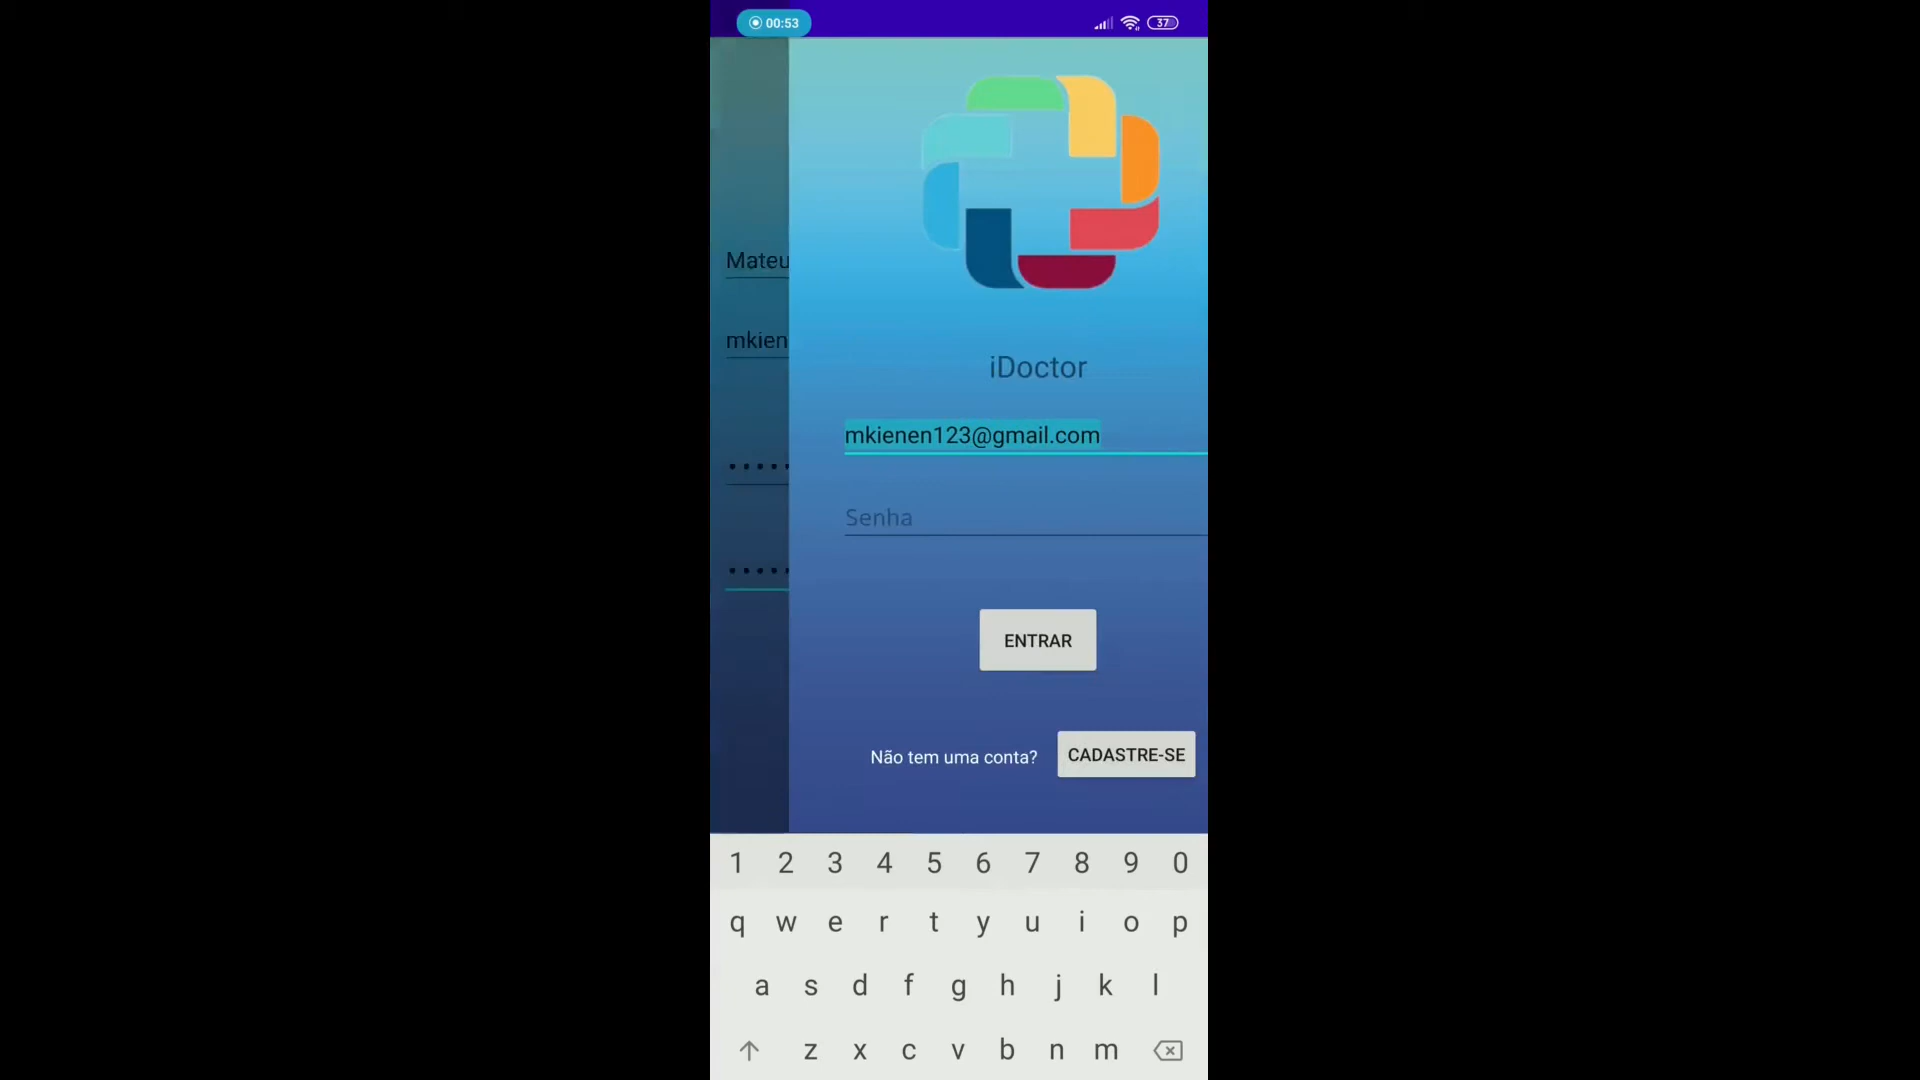 00:53
37
Mateu
mkien
iDoctor
mkienen123@gmail.com
Senha
ENTRAR
Não tem uma conta?
CADASTRE-SE
1 2 3 4 5 6 7 8 9 0
q w e r t y u i o p
a s d f g h j k l
z x c v b n m